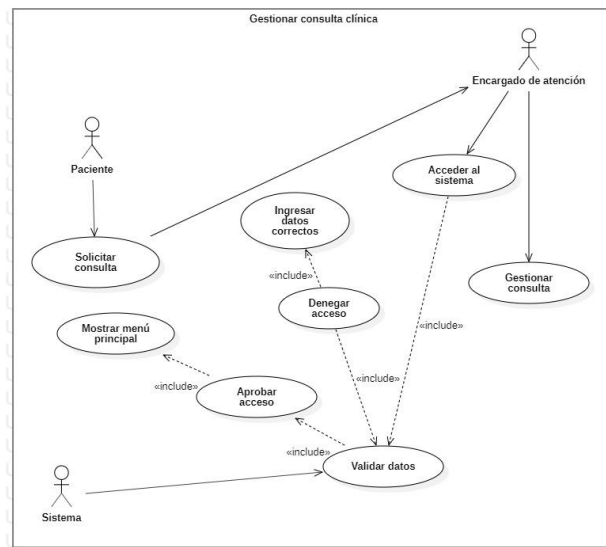 Gestionar consulta clínica
Encargado de atención
Paciente
Acceder al
sistema
Ingresar
datos
correctos
Solicitar
consulta
«include»
Gestionar
consulta
Denegar
acceso
Mostrar menú
principal
«include»
«include»
«include»
Aprobar
acceso
«include»
Validar datos
Sistema